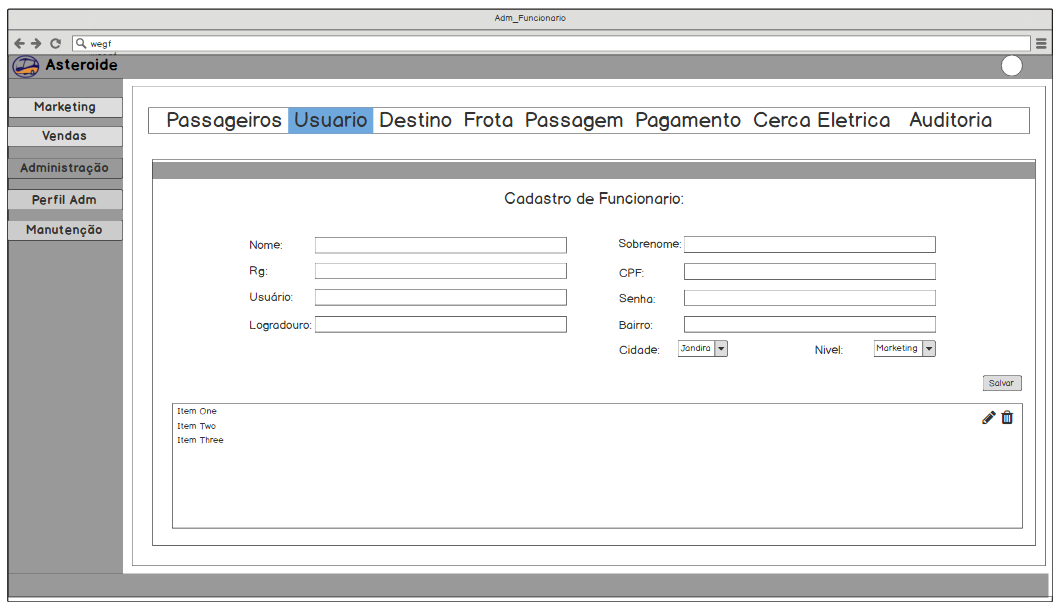 Adm_Funcionario
wegf
Asteroide
Marketing
Vendas
Administração
Perfil Adm
Manutenção
Passageiros Usuario Destino Frota Passagem Pagamento Cerca Eletrica Auditoria
Cadastro de Funcionario:
Nome: Sobrenome:
Rg: CPF:
Usuário: Senha:
Logradouro: Bairro:
Cidade: Jandira Nivel: Marketing
Salvar
Item One
Item Two
Item Three